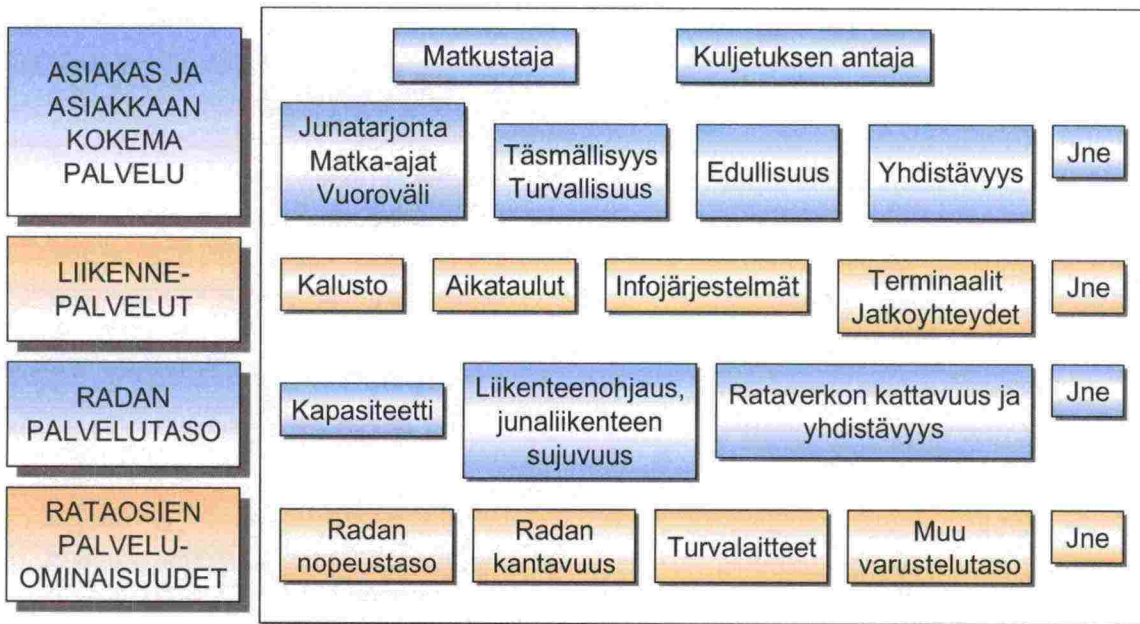 ASIAKAS JA
ASIAKKAAN
KOKEMA
PALVELU
Matkustaja
Kuljetuksen antaja
Junatarjonta
Matka-ajat
Vuoroväli
Täsmällisyys
Turvallisuus
Edullisuus
Yhdistävyys
Jne
LIIKENNE-
PALVELUT
Kalusto
Aikataulut
Infojärjestelmät
Terminaalit
Jatkoyhteydet
Jne
RADAN
PALVELUTASO
Kapasiteetti
Liikenteenohjaus,
junaliikenteen
sujuvuus
Rataverkon kattavuus ja
yhdistävyys
Jne
RATAOSIEN
PALVELU-
OMINAISUUDET
Radan
nopeustaso
Radan
kantavuus
Turvalaitteet
Muu
varustelutaso
Jne